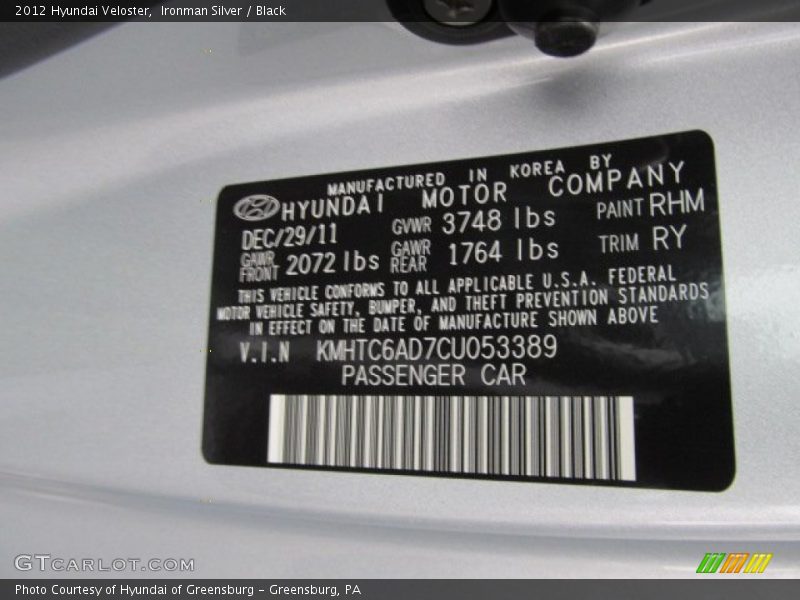 2012 Hyundai Veloster, Ironman Silver / Black
MANUFACTURED IN KOREA BY
HYUNDAI MOTOR COMPANY
DEC/29/11 GVWR 3748 lbs PAINT RHM
GAWR FRONT 2072 lbs GAWR REAR 1764 lbs TRIM RY
THIS VEHICLE CONFORMS TO ALL APPLICABLE U.S.A. FEDERAL
MOTOR VEHICLE SAFETY, BUMPER, AND THEFT PREVENTION STANDARDS
IN EFFECT ON THE DATE OF MANUFACTURE SHOWN ABOVE
V.I.N KMHTC6AD7CU053389
PASSENGER CAR
GTCARLOT.COM
Photo Courtesy of Hyundai of Greensburg - Greensburg, PA